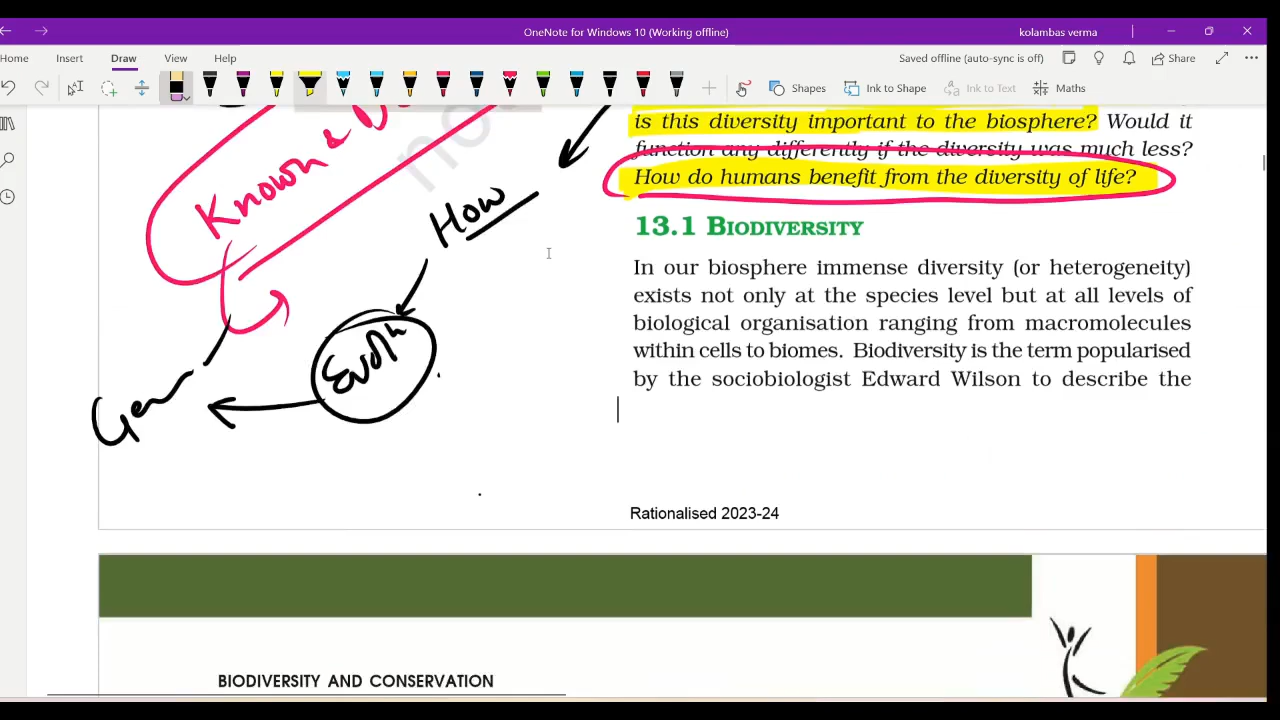 OneNote for Windows 10 (Working offline)
kolambas verma
Home Insert Draw View Help
Saved offline (auto-sync is off)
Share
Shapes
Ink to Shape
Ink to Text
Maths
is this diversity important to the biosphere? Would it
function any differently if the diversity was much less?
How do humans benefit from the diversity of life?
Known &
no
How
13.1 BIODIVERSITY
In our biosphere immense diversity (or heterogeneity)
exists not only at the species level but at all levels of
biological organisation ranging from macromolecules
within cells to biomes. Biodiversity is the term popularised
by the sociobiologist Edward Wilson to describe the
Rationalised 2023-24
BIODIVERSITY AND CONSERVATION